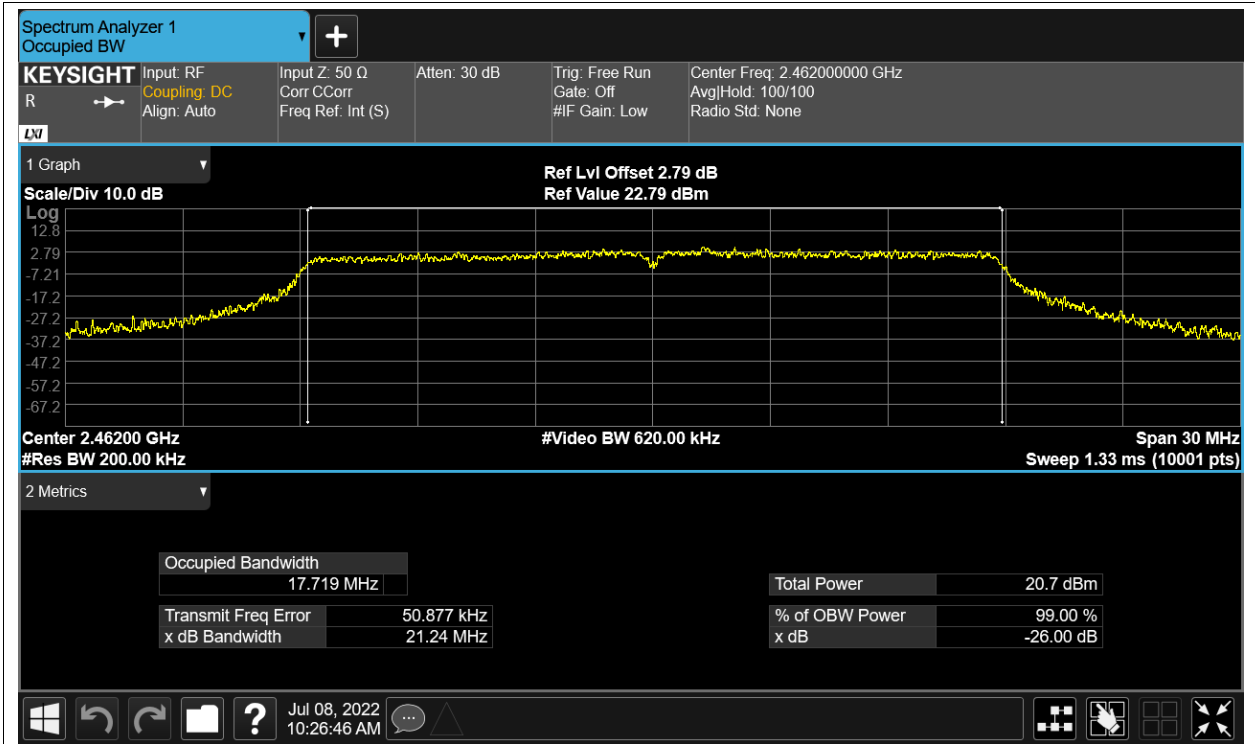 Spectrum Analyzer 1
Occupied BW
KEYSIGHT
R
LXI
Input: RF
Coupling: DC
Align: Auto
Input Z: 50 Ω
Corr CCorr
Freq Ref: Int (S)
Atten: 30 dB
Trig: Free Run
Gate: Off
#IF Gain: Low
Center Freq: 2.462000000 GHz
Avg|Hold: 100/100
Radio Std: None
1 Graph
Scale/Div 10.0 dB
Ref Lvl Offset 2.79 dB
Ref Value 22.79 dBm
Log
12.8
2.79
-7.21
-17.2
-27.2
-37.2
-47.2
-57.2
-67.2
Center 2.46200 GHz
#Video BW 620.00 kHz
Span 30 MHz
#Res BW 200.00 kHz
Sweep 1.33 ms (10001 pts)
2 Metrics
Occupied Bandwidth
17.719 MHz
Transmit Freq Error 50.877 kHz
x dB Bandwidth 21.24 MHz
Total Power 20.7 dBm
% of OBW Power 99.00 %
x dB -26.00 dB
?
Jul 08, 2022
10:26:46 AM